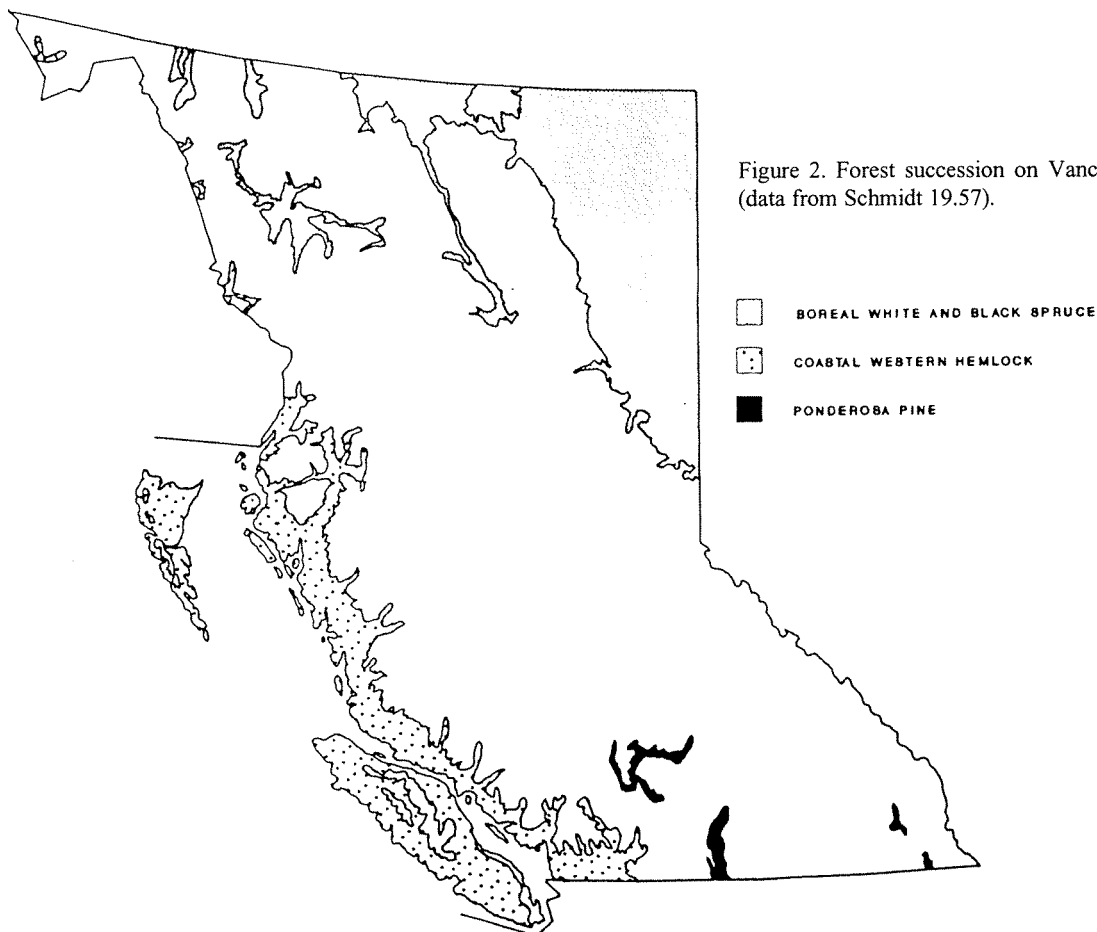 Figure 2. Forest succession on Vanc
(data from Schmidt 19.57).
BOREAL WHITE AND BLACK SPRUCE
COASTAL WESTERN HEMLOCK
PONDEROSA PINE